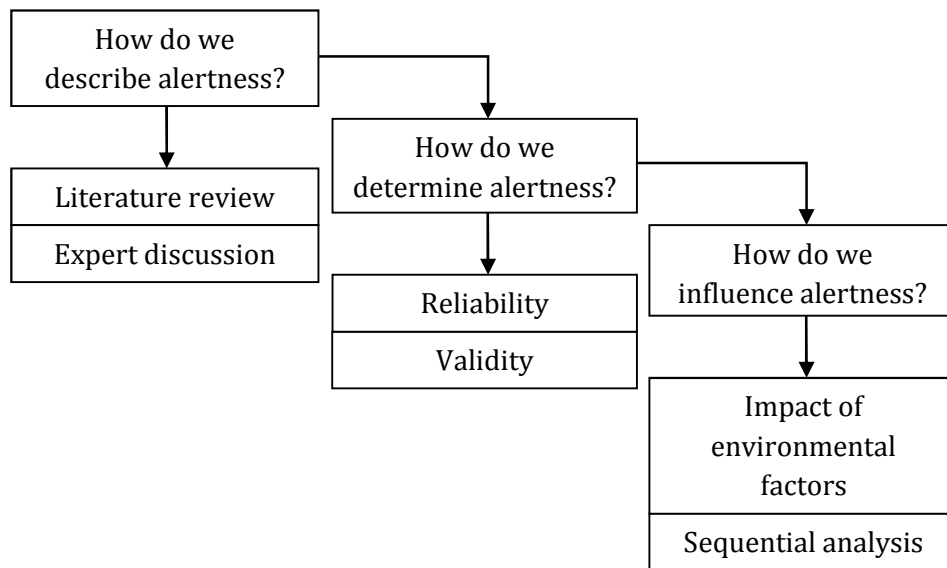 How do we
describe alertness?
Literature review
Expert discussion
How do we
determine alertness?
Reliability
Validity
How do we
influence alertness?
Impact of
environmental
factors
Sequential analysis